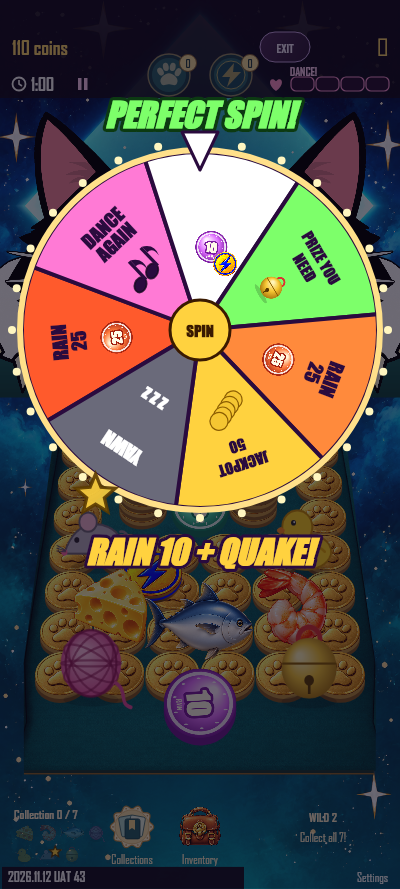 110 coins
EXIT
0
0
1:00
DANCE!
PERFECT SPIN!
10
DANCE AGAIN
PRIZE YOU NEED
RAIN 25
25
SPIN
25
RAIN 25
ZZZ
YAWN
JACKPOT 50
RAIN 10 + QUAKE!
10
Collection 0 / 7
WILD 2
Collect all 7!
Collections
Inventory
2026.11.12 UAT 43
Settings